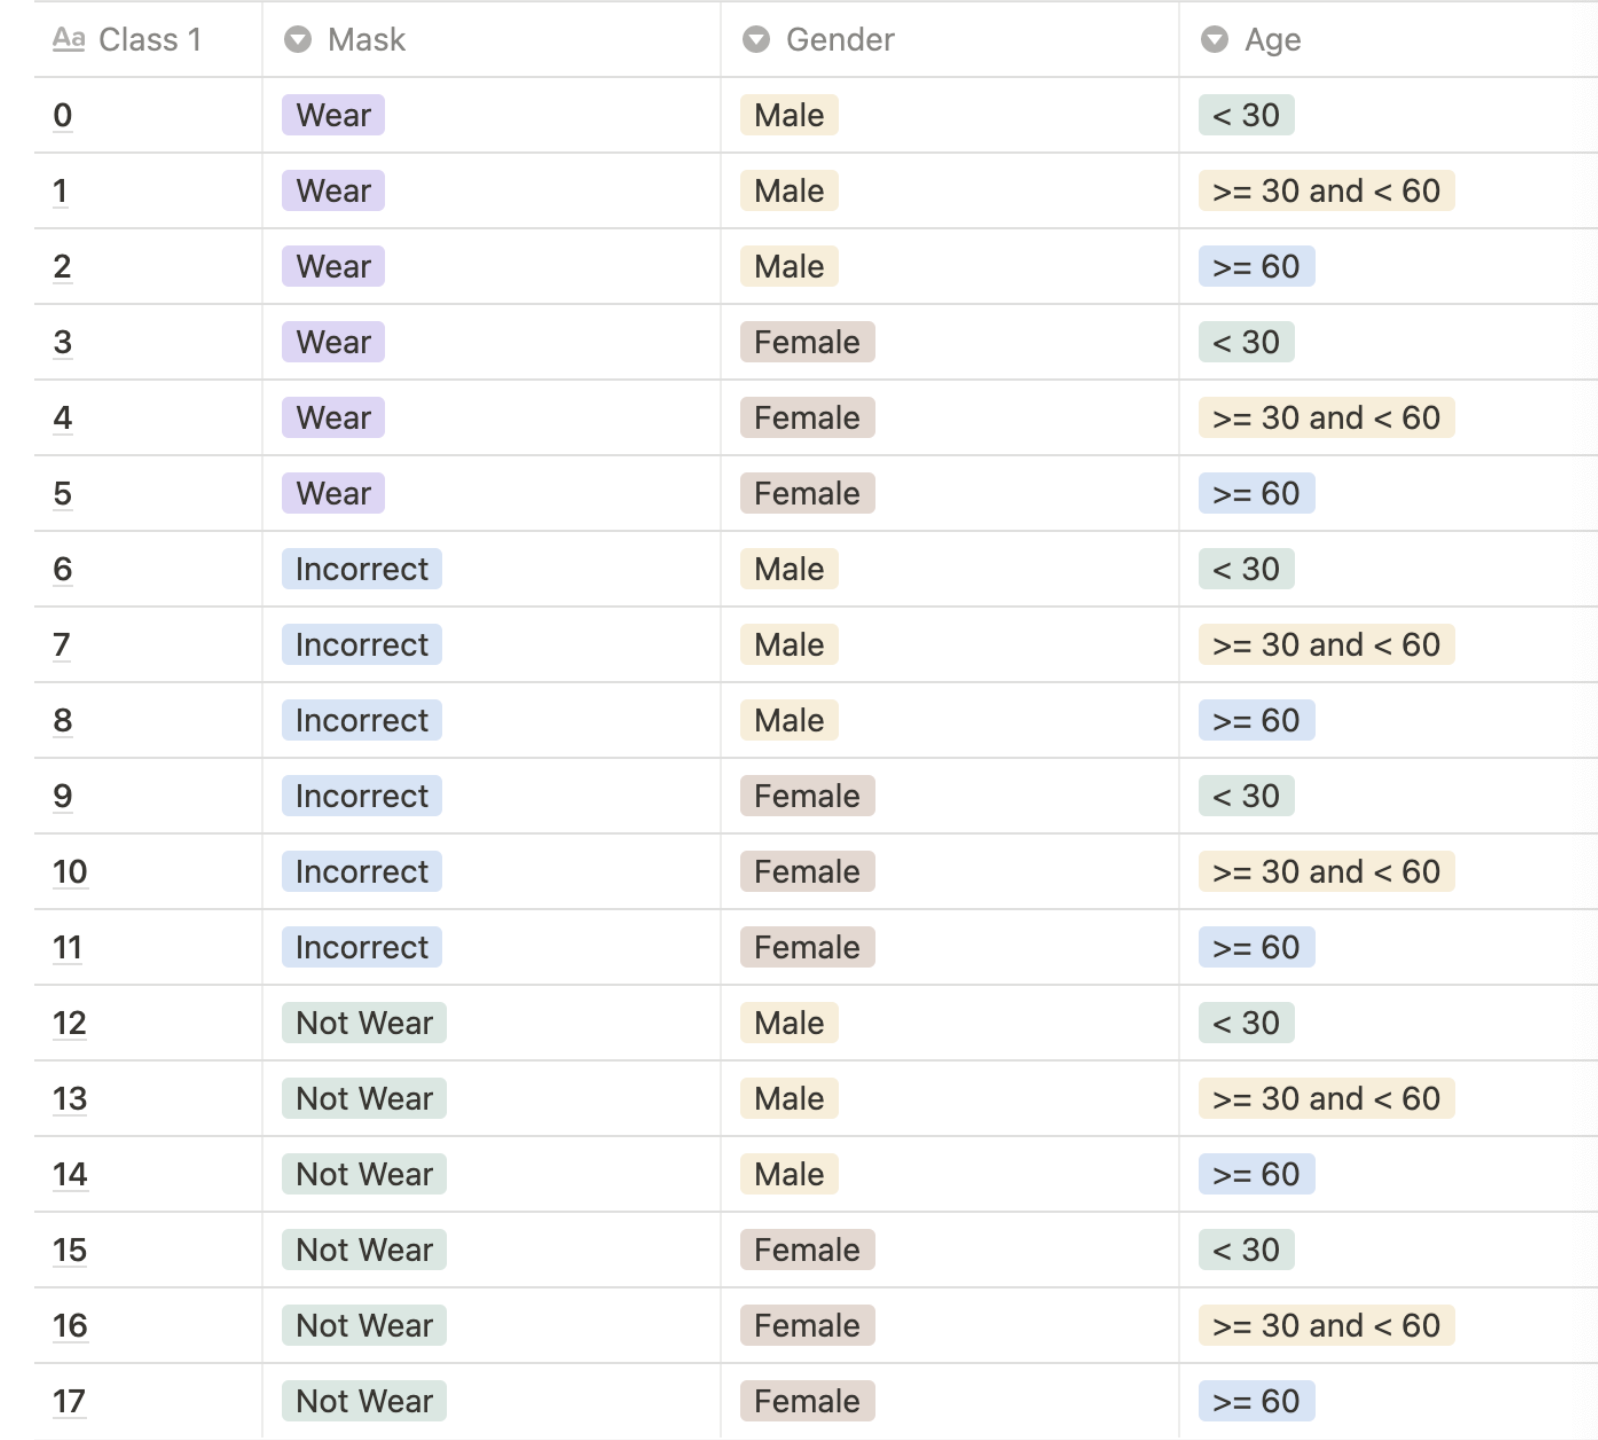 Aa Class 1 Mask Gender Age
0 Wear Male < 30
1 Wear Male >= 30 and < 60
2 Wear Male >= 60
3 Wear Female < 30
4 Wear Female >= 30 and < 60
5 Wear Female >= 60
6 Incorrect Male < 30
7 Incorrect Male >= 30 and < 60
8 Incorrect Male >= 60
9 Incorrect Female < 30
10 Incorrect Female >= 30 and < 60
11 Incorrect Female >= 60
12 Not Wear Male < 30
13 Not Wear Male >= 30 and < 60
14 Not Wear Male >= 60
15 Not Wear Female < 30
16 Not Wear Female >= 30 and < 60
17 Not Wear Female >= 60